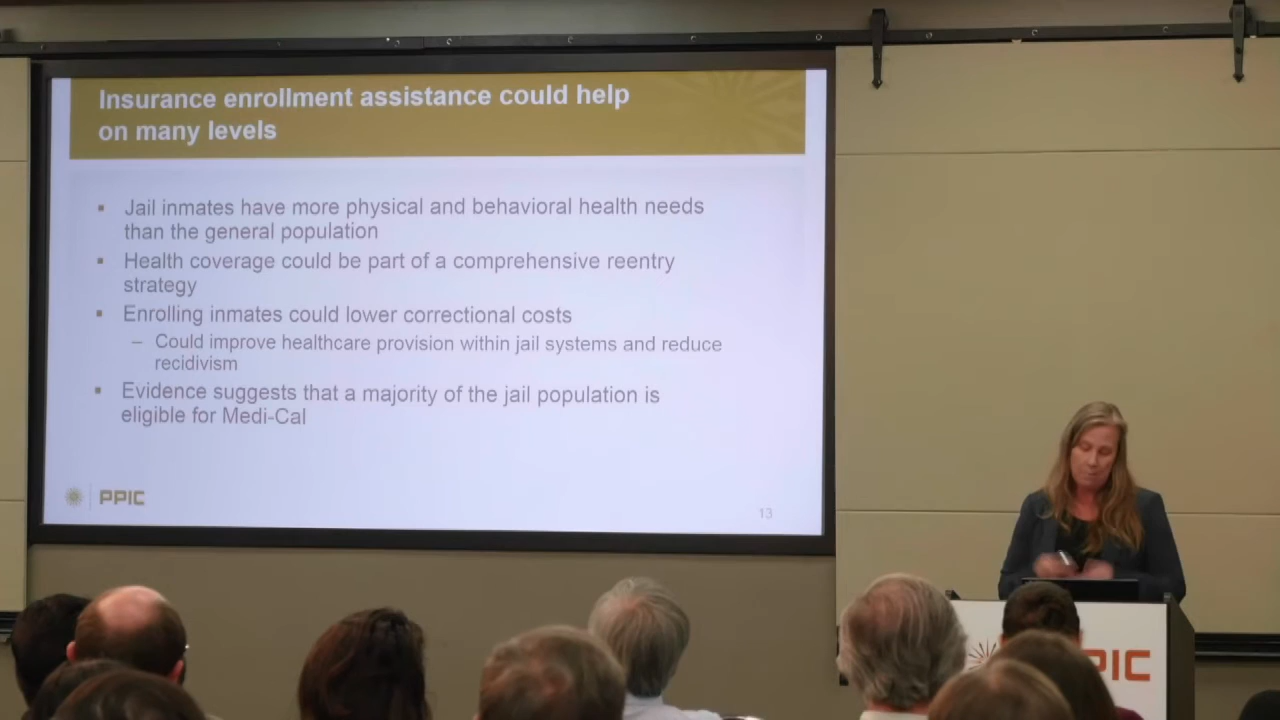 Insurance enrollment assistance could help
on many levels
▪ Jail inmates have more physical and behavioral health needs
than the general population
▪ Health coverage could be part of a comprehensive reentry
strategy
▪ Enrolling inmates could lower correctional costs
– Could improve healthcare provision within jail systems and reduce
recidivism
▪ Evidence suggests that a majority of the jail population is
eligible for Medi-Cal
PPIC
13
PIC